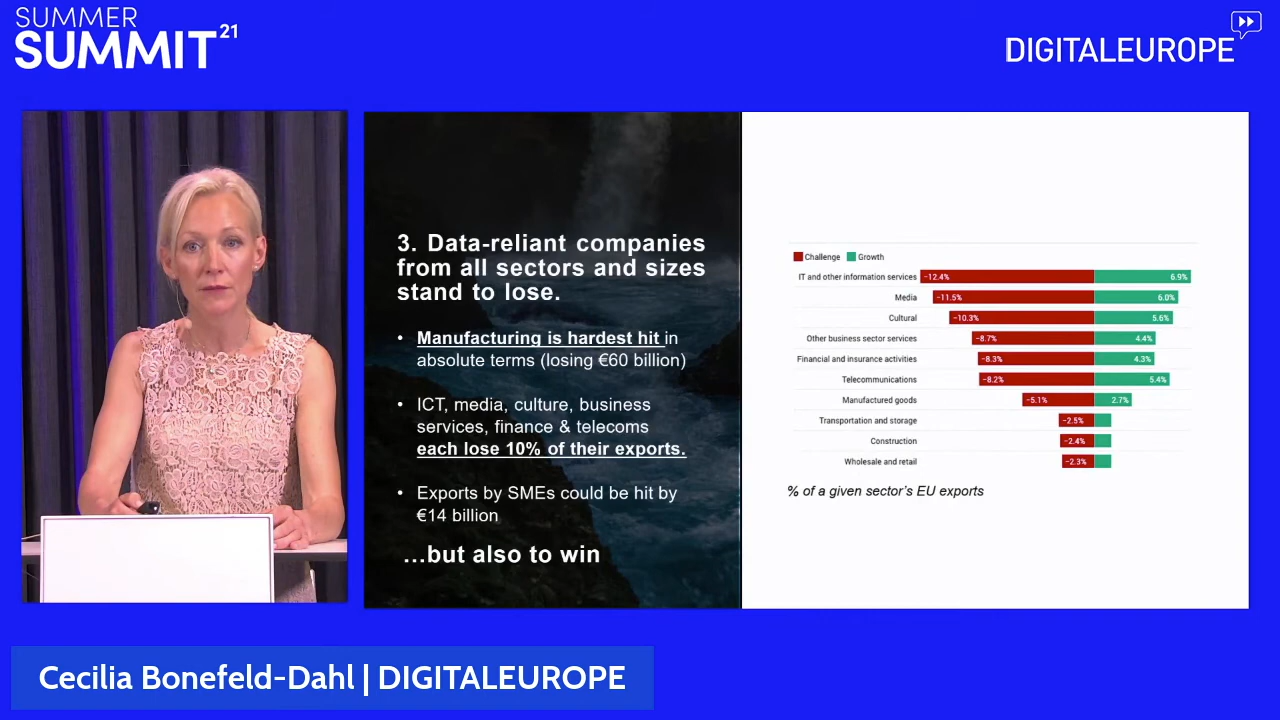 SUMMER
SUMMIT²¹
DIGITALEUROPE
3. Data-reliant companies
from all sectors and sizes
stand to lose.
• Manufacturing is hardest hit in
absolute terms (losing €60 billion)
• ICT, media, culture, business
services, finance & telecoms
each lose 10% of their exports.
• Exports by SMEs could be hit by
€14 billion
...but also to win
Challenge Growth
IT and other information services −12.4% 6.9%
Media −11.5% 6.0%
Cultural −10.3% 5.6%
Other business sector services −8.7% 4.4%
Financial and insurance activities −8.3% 4.3%
Telecommunications −8.2% 5.4%
Manufactured goods −5.1% 2.7%
Transportation and storage −2.5%
Construction −2.4%
Wholesale and retail −2.3%
% of a given sector's EU exports
Cecilia Bonefeld-Dahl | DIGITALEUROPE